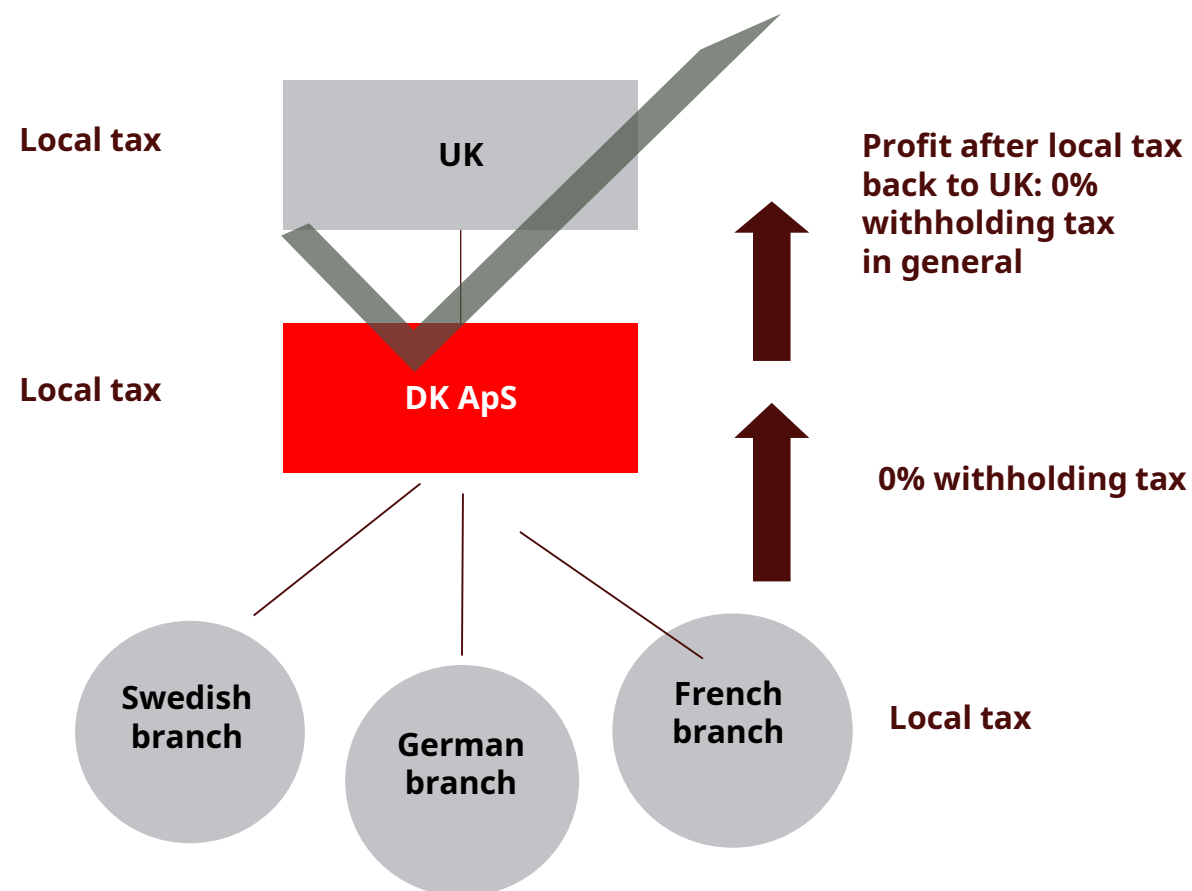 Local tax
UK
Profit after local tax
back to UK: 0%
withholding tax
in general
Local tax
DK ApS
0% withholding tax
Swedish
branch
German
branch
French
branch
Local tax